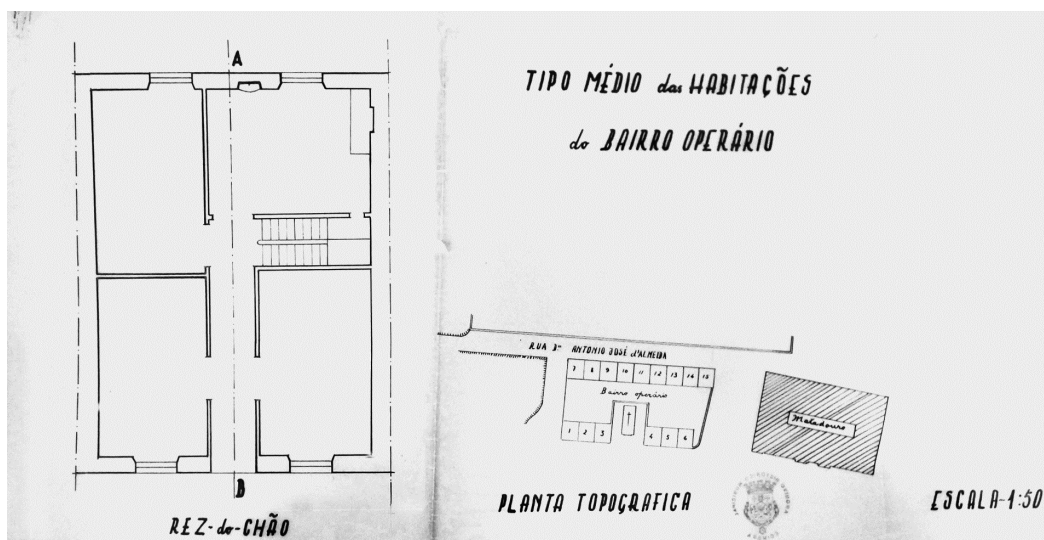 A
B
REZ-do-CHÃO
TIPO MÉDIO das HABITAÇÕES
do BAIRRO OPERÁRIO
RUA Dr. ANTONIO JOSÉ d'ALMEIDA
7 8 9 10 11 12 13 14 15
Bairro operário
1 2 3 4 5 6
Matadouro
PLANTA TOPOGRAFICA
ESCALA-1:50